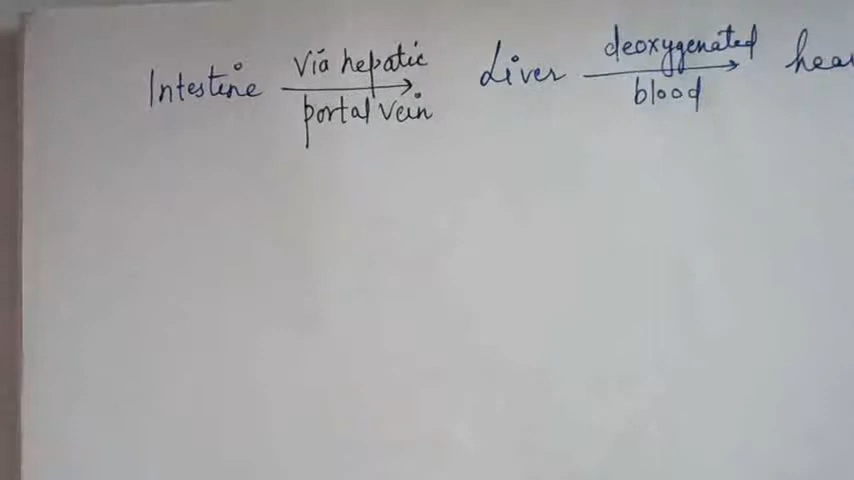 Intestine via hepatic portal vein → Liver deoxygenated blood →